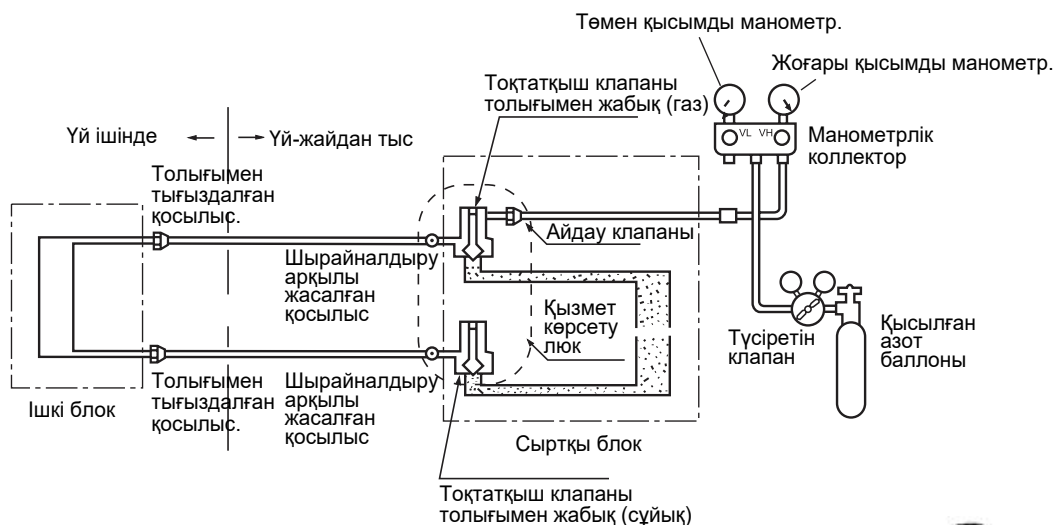 Төмен қысымды манометр.
Жоғары қысымды манометр.
Тоқтатқыш клапаны
толығымен жабық (газ)
Үй ішінде
Үй-жайдан тыс
VL VH
Манометрлік
коллектор
Толығымен
тығыздалған
қосылыс.
Айдау клапаны
Шырайналдыру
арқылы
жасалған
қосылыс
Қызмет
көрсету
люк
Түсіретін
клапан
Қысылған
азот
баллоны
Ішкі блок
Толығымен
тығыздалған
қосылыс.
Шырайналдыру
арқылы
жасалған
қосылыс
Сыртқы блок
Тоқтатқыш клапаны
толығымен жабық (сұйық)